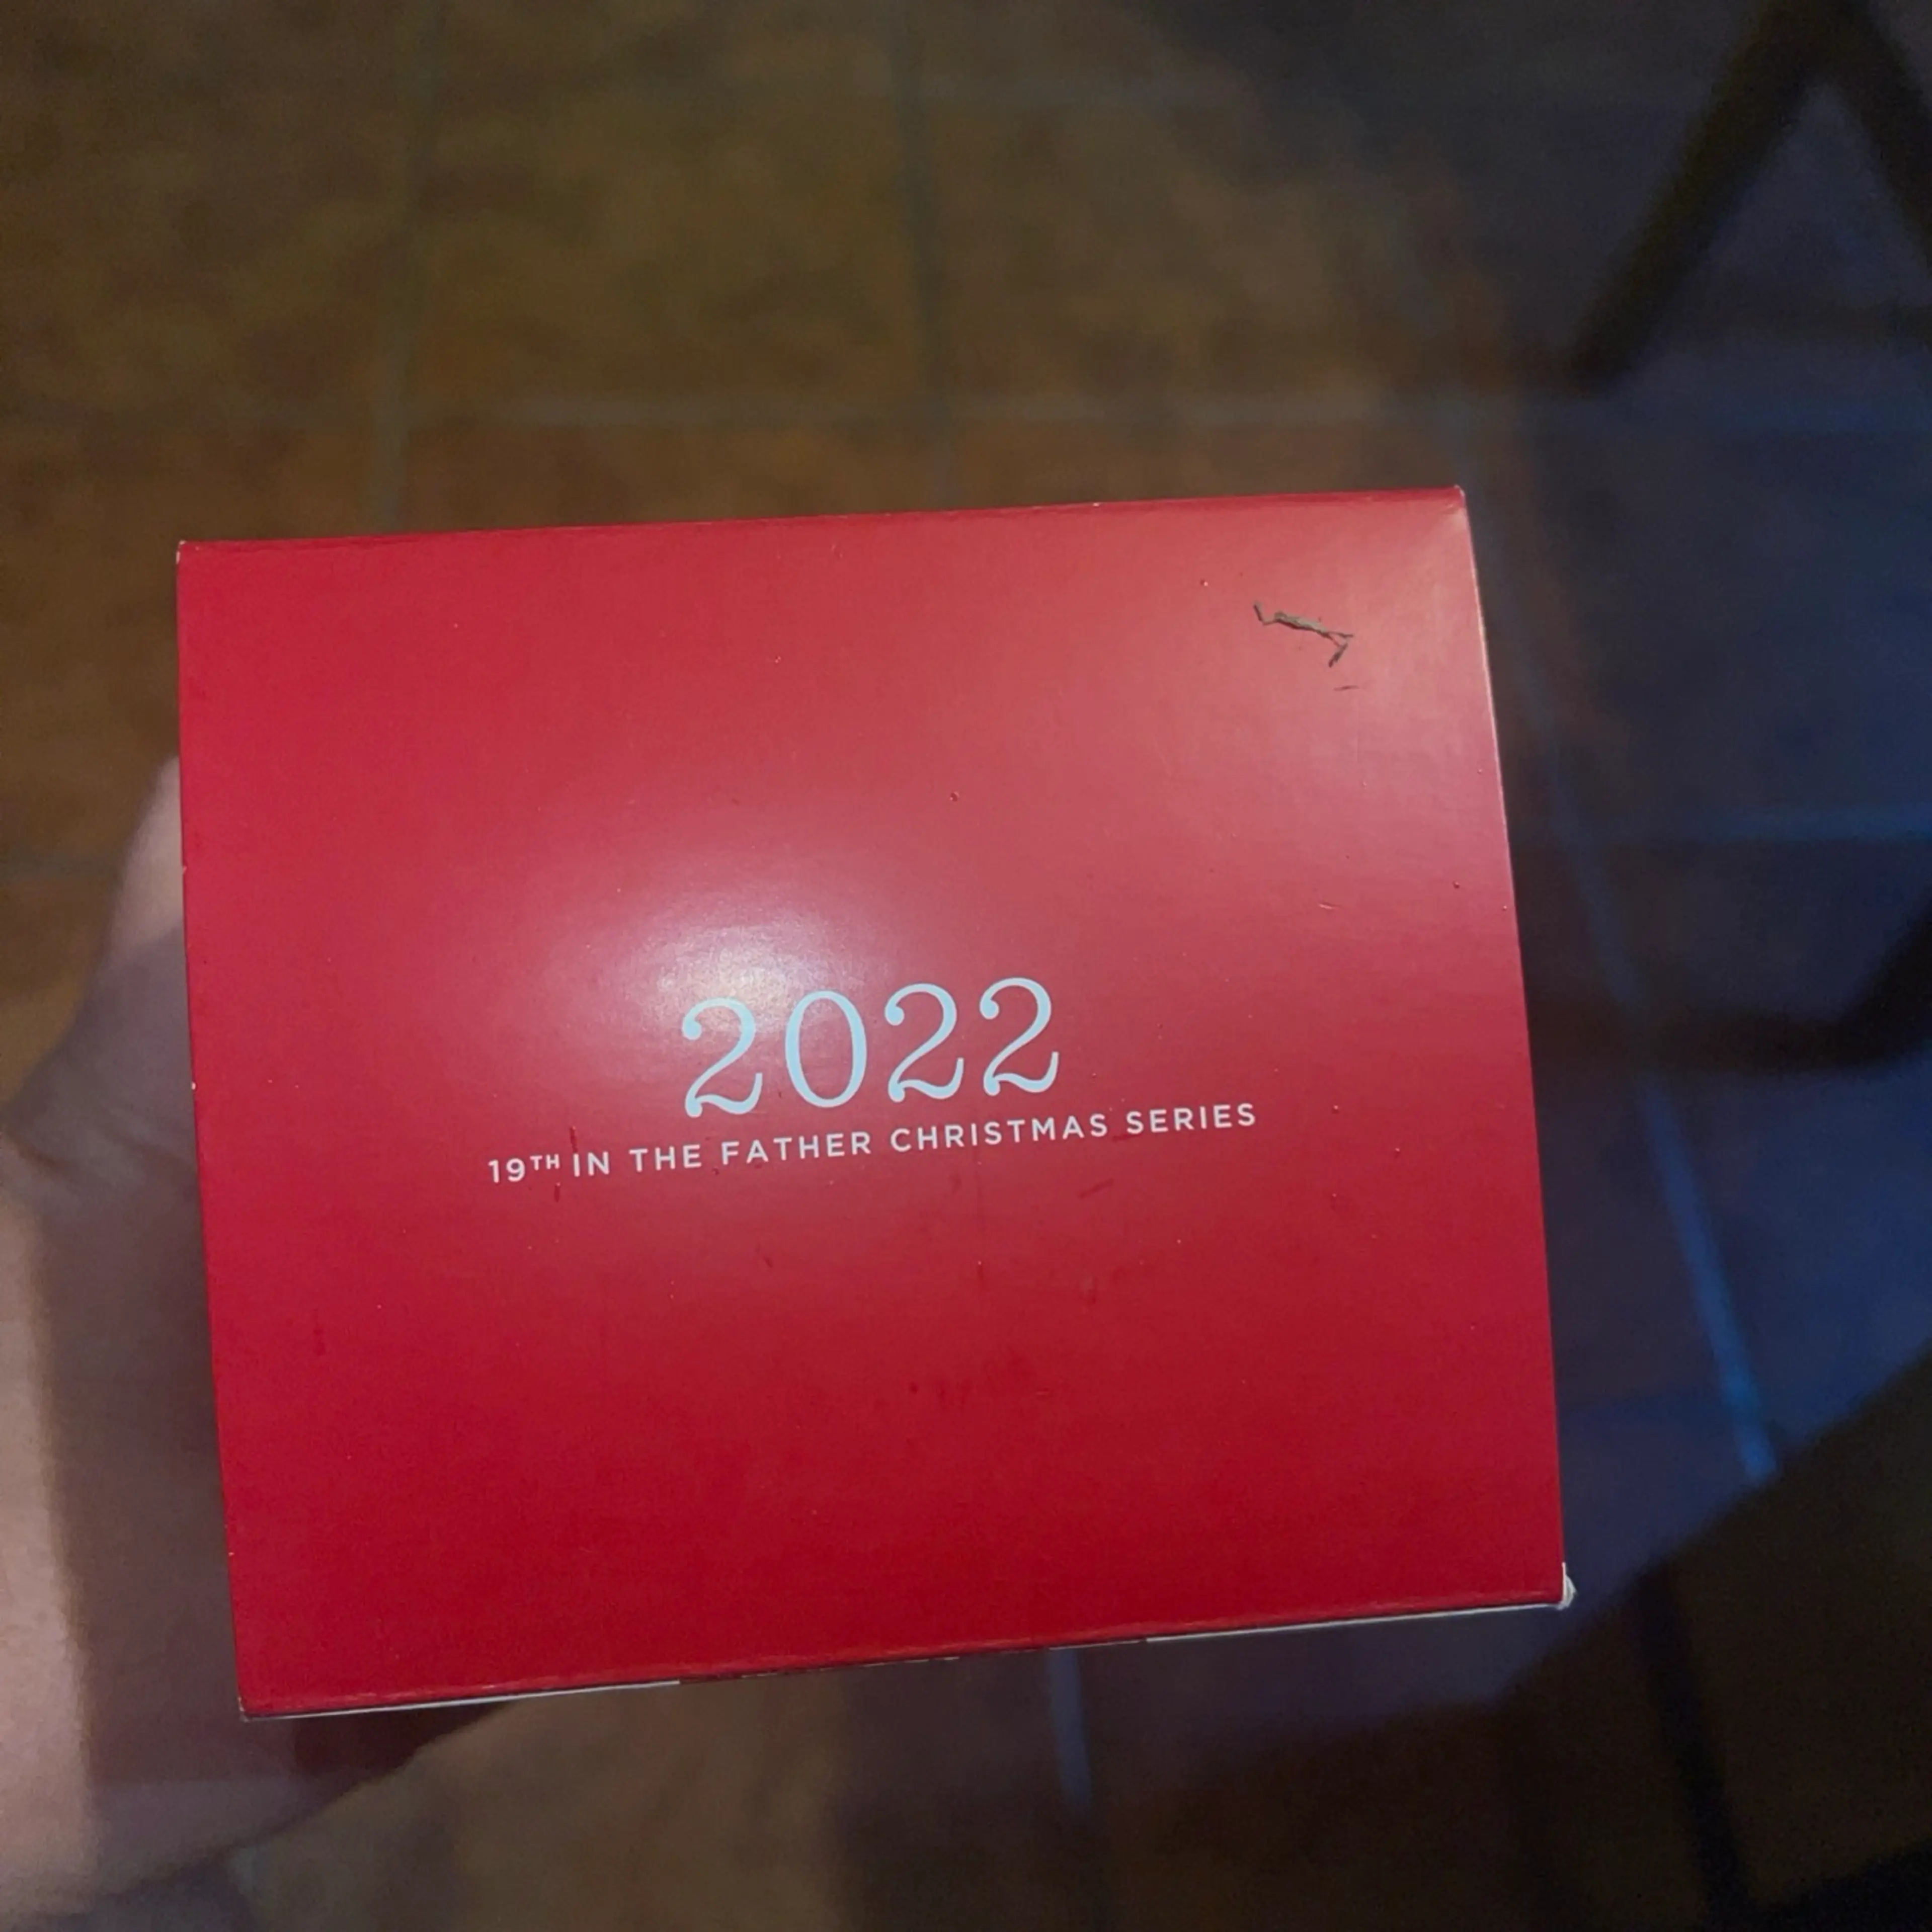 2022
19TH IN THE FATHER CHRISTMAS SERIES